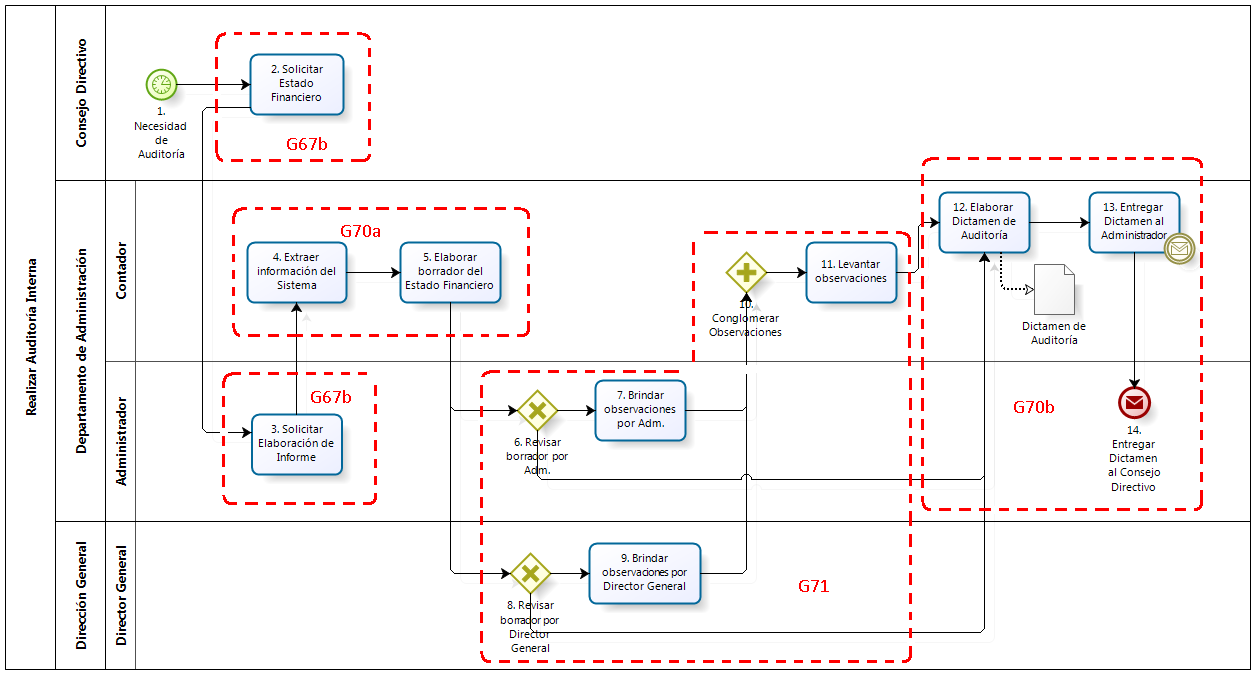 Realizar Auditoría Interna
Consejo Directivo
1.
Necesidad
de
Auditoría
2. Solicitar
Estado
Financiero
G67b
Departamento de Administración
Contador
G70a
4. Extraer
información del
Sistema
5. Elaborar
borrador del
Estado Financiero
10.
Conglomerar
Observaciones
11. Levantar
observaciones
12. Elaborar
Dictamen de
Auditoría
13. Entregar
Dictamen al
Administrador
Dictamen de
Auditoría
Administrador
G67b
3. Solicitar
Elaboración de
Informe
6. Revisar
borrador por
Adm.
7. Brindar
observaciones
por Adm.
G70b
14.
Entregar
Dictamen
al Consejo
Directivo
Dirección General
Director General
8. Revisar
borrador por
Director
General
9. Brindar
observaciones por
Director General
G71